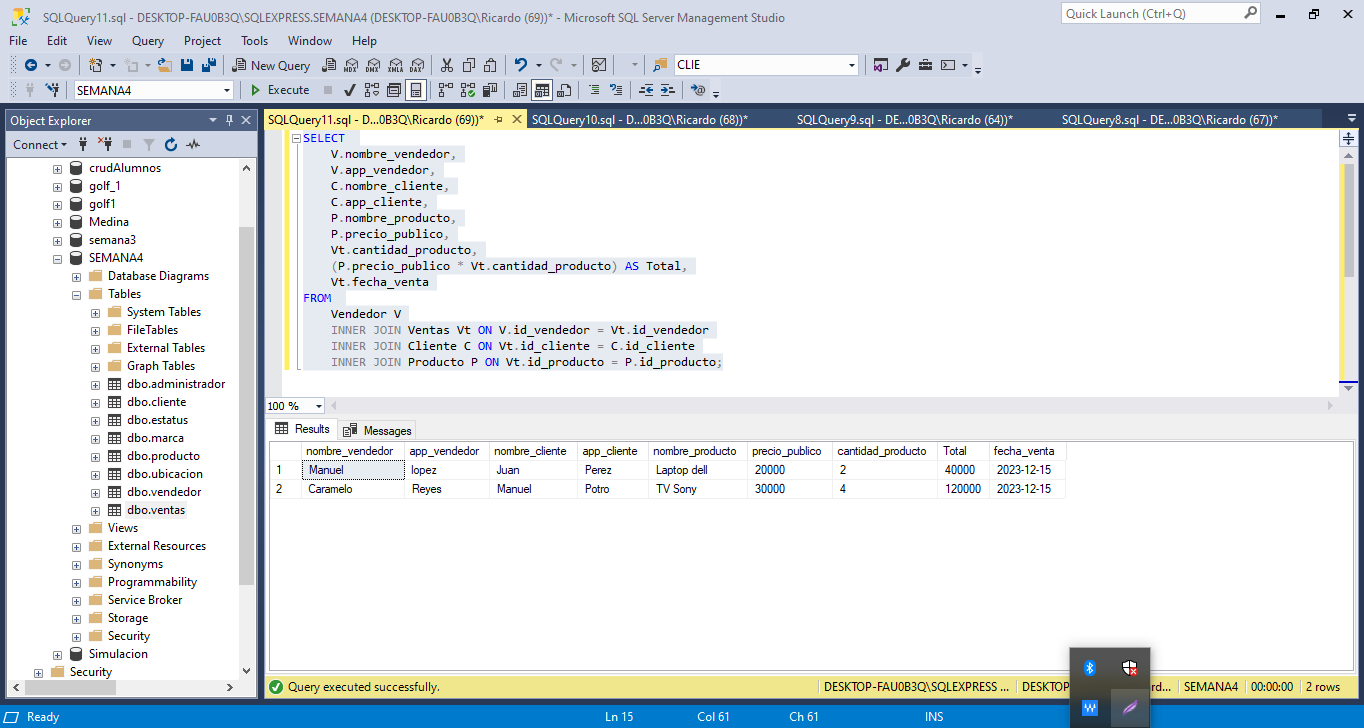 SQLQuery11.sql - DESKTOP-FAU0B3Q\SQLEXPRESS.SEMANA4 (DESKTOP-FAU0B3Q\Ricardo (69))* - Microsoft SQL Server Management Studio
Quick Launch (Ctrl+Q)
File Edit View Query Project Tools Window Help
New Query MDX DMX XMLA DAX CLIE
SEMANA4 Execute
Object Explorer
SQLQuery11.sql - D...0B3Q\Ricardo (69))* SQLQuery10.sql - DE...0B3Q\Ricardo (68))* SQLQuery9.sql - DE...0B3Q\Ricardo (64))* SQLQuery8.sql - DE...0B3Q\Ricardo (67))*
Connect
crudAlumnos
golf_1
golf1
Medina
semana3
SEMANA4
Database Diagrams
Tables
System Tables
FileTables
External Tables
Graph Tables
dbo.administrador
dbo.cliente
dbo.estatus
dbo.marca
dbo.producto
dbo.ubicacion
dbo.vendedor
dbo.ventas
Views
External Resources
Synonyms
Programmability
Service Broker
Storage
Security
Simulacion
Security
SELECT
V.nombre_vendedor,
V.app_vendedor,
C.nombre_cliente,
C.app_cliente,
P.nombre_producto,
P.precio_publico,
Vt.cantidad_producto,
(P.precio_publico * Vt.cantidad_producto) AS Total,
Vt.fecha_venta
FROM
Vendedor V
INNER JOIN Ventas Vt ON V.id_vendedor = Vt.id_vendedor
INNER JOIN Cliente C ON Vt.id_cliente = C.id_cliente
INNER JOIN Producto P ON Vt.id_producto = P.id_producto;
100 %
Results Messages
nombre_vendedor app_vendedor nombre_cliente app_cliente nombre_producto precio_publico cantidad_producto Total fecha_venta
1 Manuel lopez Juan Perez Laptop dell 20000 2 40000 2023-12-15
2 Caramelo Reyes Manuel Potro TV Sony 30000 4 120000 2023-12-15
Query executed successfully. DESKTOP-FAU0B3Q\SQLEXPRESS ... DESKTOP rd... SEMANA4 00:00:00 2 rows
Ready Ln 15 Col 61 Ch 61 INS